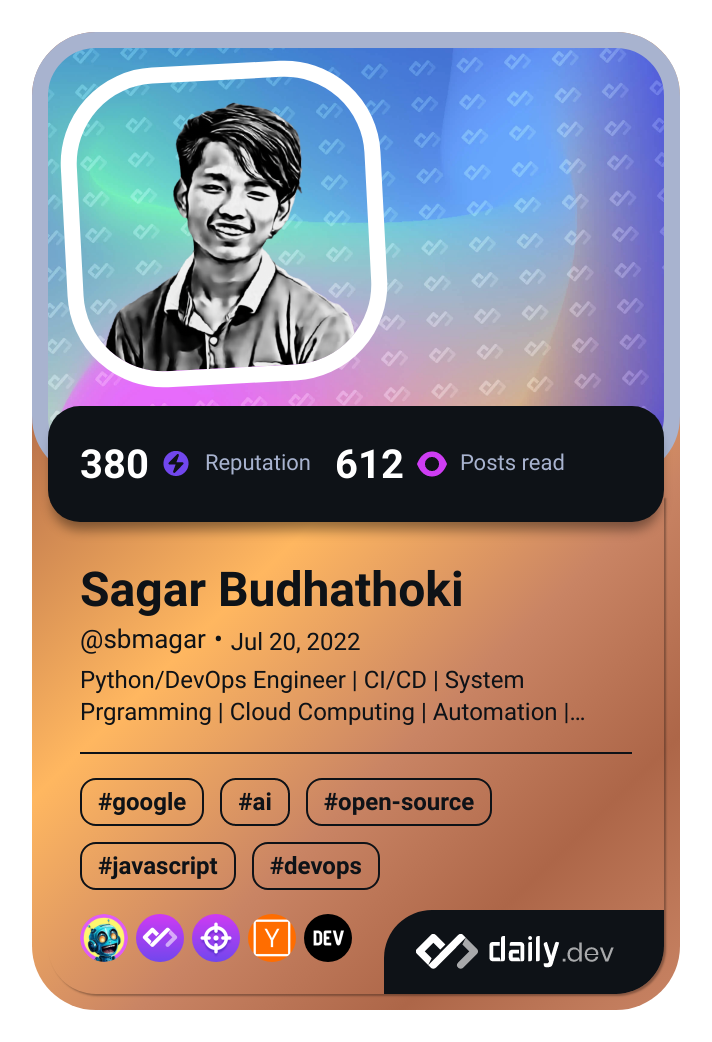 380 Reputation 612 Posts read
Sagar Budhathoki
@sbmagar • Jul 20, 2022
Python/DevOps Engineer | CI/CD | System
Prgramming | Cloud Computing | Automation |...
#google #ai #open-source
#javascript #devops
Y DEV daily.dev